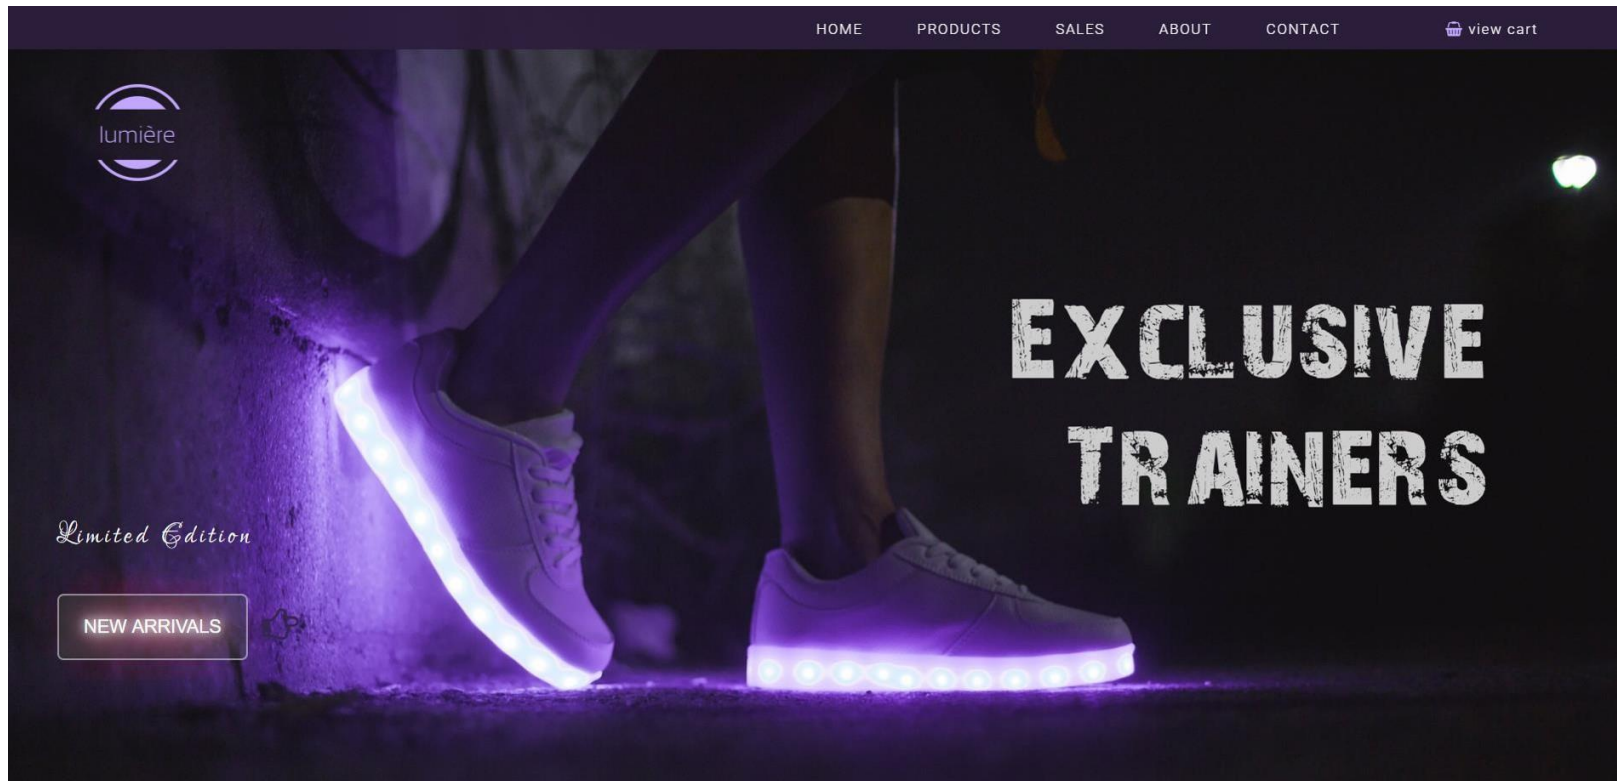 HOME PRODUCTS SALES ABOUT CONTACT view cart
lumière
EXCLUSIVE
TRAINERS
Limited Edition
NEW ARRIVALS